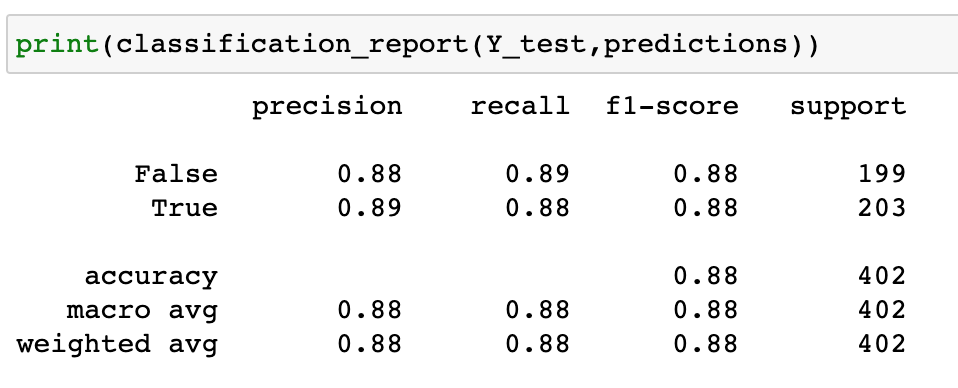 print(classification_report(Y_test,predictions))
precision recall f1-score support
False 0.88 0.89 0.88 199
True 0.89 0.88 0.88 203
accuracy 0.88 402
macro avg 0.88 0.88 0.88 402
weighted avg 0.88 0.88 0.88 402